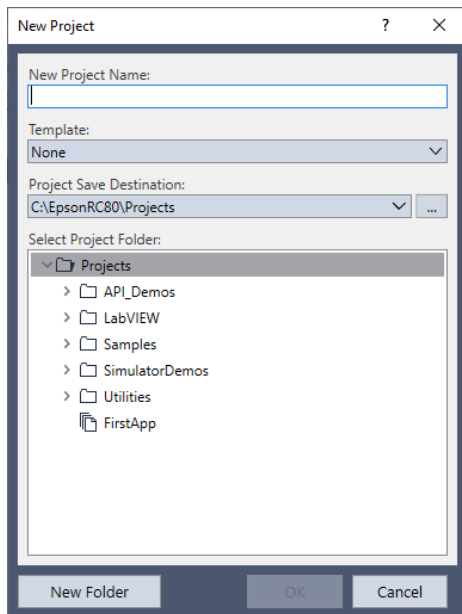 New Project ?
New Project Name:
Template:
None
Project Save Destination:
C:\EpsonRC80\Projects ...
Select Project Folder:
Projects
API_Demos
LabVIEW
Samples
SimulatorDemos
Utilities
FirstApp
New Folder OK Cancel